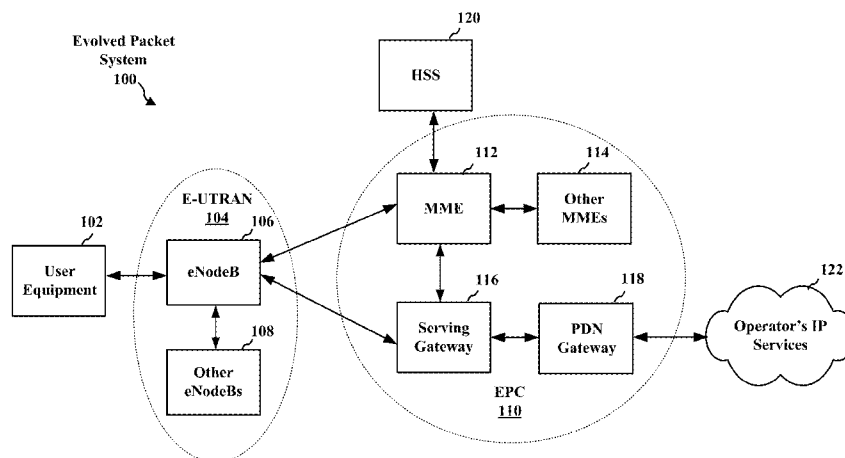 Evolved Packet
System
100
120
HSS
112
MME
114
Other
MMEs
E-UTRAN
104
106
eNodeB
102
User
Equipment
108
Other
eNodeBs
116
Serving
Gateway
118
PDN
Gateway
122
Operator's IP
Services
EPC
110